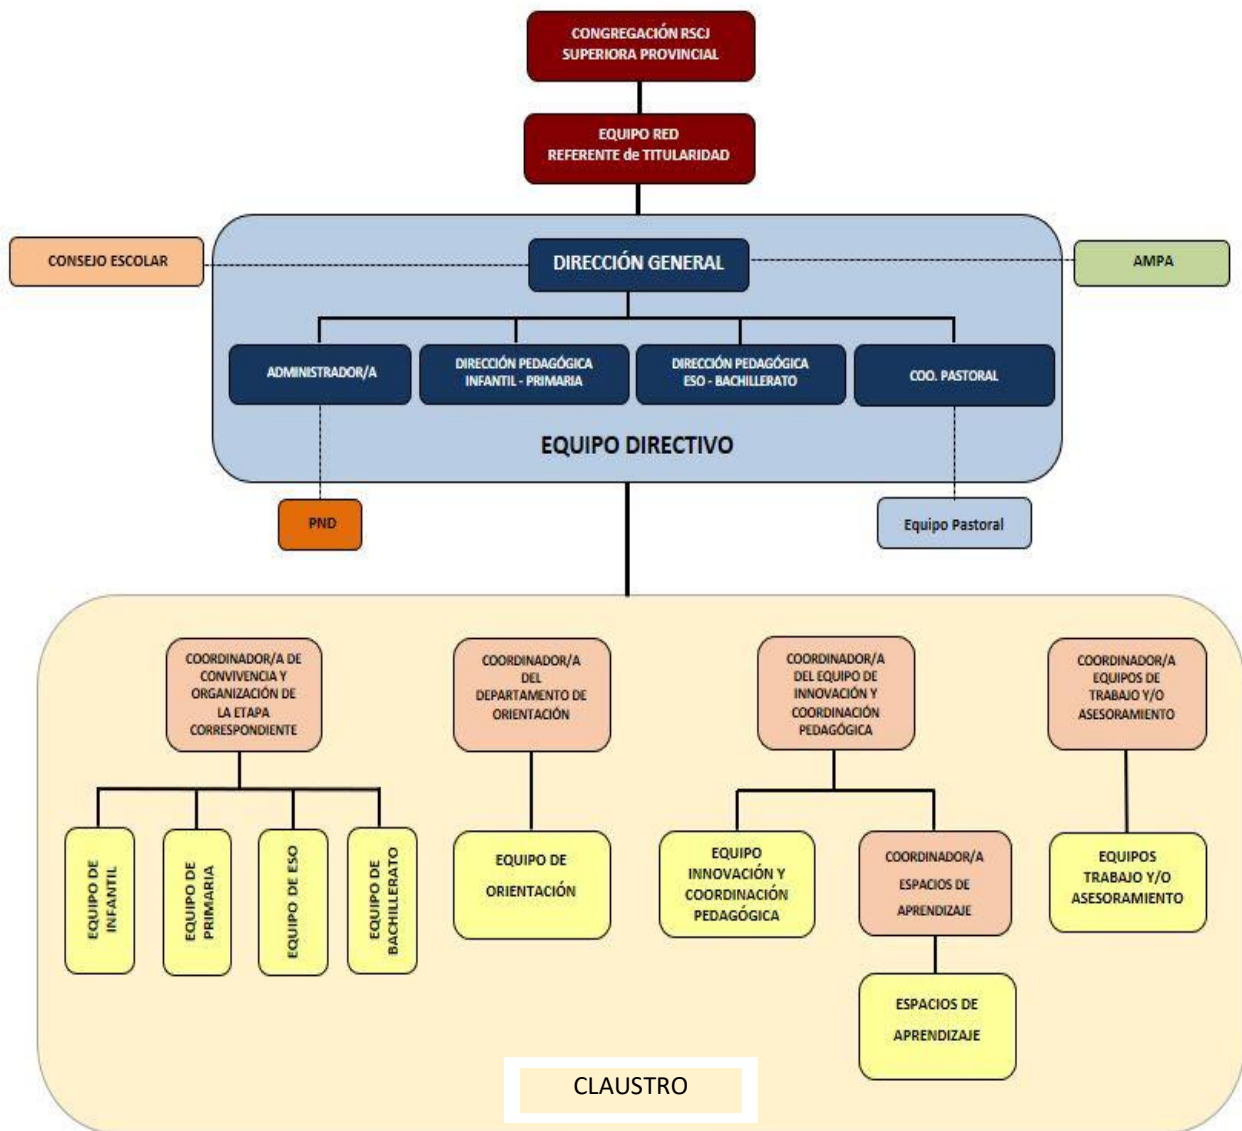 CONGREGACIÓN RSCJ
SUPERIORA PROVINCIAL
EQUIPO RED
REFERENTE de TITULARIDAD
CONSEJO ESCOLAR
DIRECCIÓN GENERAL
AMPA
ADMINISTRADOR/A
DIRECCIÓN PEDAGÓGICA
INFANTIL - PRIMARIA
DIRECCIÓN PEDAGÓGICA
ESO - BACHILLERATO
COO. PASTORAL
EQUIPO DIRECTIVO
PND
Equipo Pastoral
COORDINADOR/A DE
CONVIVENCIA Y
ORGANIZACIÓN DE
LA ETAPA
CORRESPONDIENTE
COORDINADOR/A
DEL
DEPARTAMENTO DE
ORIENTACIÓN
COORDINADOR/A
DEL EQUIPO DE
INNOVACIÓN Y
COORDINACIÓN
PEDAGÓGICA
COORDINADOR/A
EQUIPOS DE
TRABAJO Y/O
ASESORAMIENTO
EQUIPO DE
INFANTIL
EQUIPO DE
PRIMARIA
EQUIPO DE ESO
EQUIPO DE
BACHILLERATO
EQUIPO DE
ORIENTACIÓN
EQUIPO
INNOVACIÓN Y
COORDINACIÓN
PEDAGÓGICA
COORDINADOR/A
ESPACIOS DE
APRENDIZAJE
EQUIPOS
TRABAJO Y/O
ASESORAMIENTO
ESPACIOS DE
APRENDIZAJE
CLAUSTRO